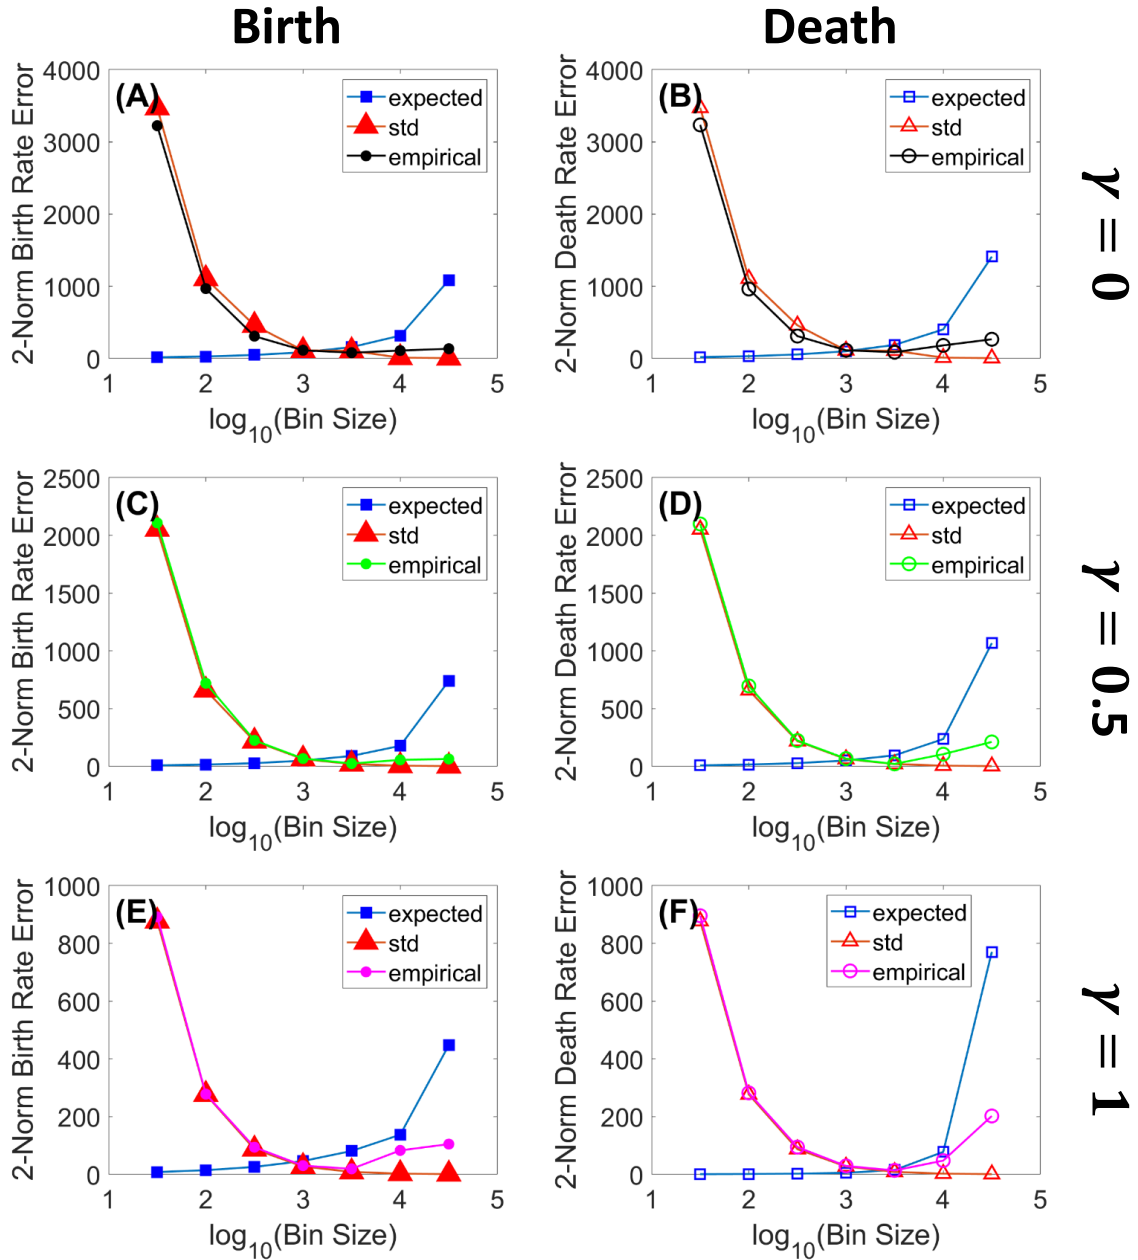 Birth
Death
(A)
2-Norm Birth Rate Error
4000
3000
2000
1000
0
1 2 3 4 5
log10(Bin Size)
expected
std
empirical
(B)
2-Norm Death Rate Error
4000
3000
2000
1000
0
1 2 3 4 5
log10(Bin Size)
expected
std
empirical
γ = 0
(C)
2-Norm Birth Rate Error
2500
2000
1500
1000
500
0
1 2 3 4 5
log10(Bin Size)
expected
std
empirical
(D)
2-Norm Death Rate Error
2500
2000
1500
1000
500
0
1 2 3 4 5
log10(Bin Size)
expected
std
empirical
γ = 0.5
(E)
2-Norm Birth Rate Error
1000
800
600
400
200
0
1 2 3 4 5
log10(Bin Size)
expected
std
empirical
(F)
2-Norm Death Rate Error
1000
800
600
400
200
0
1 2 3 4 5
log10(Bin Size)
expected
std
empirical
γ = 1